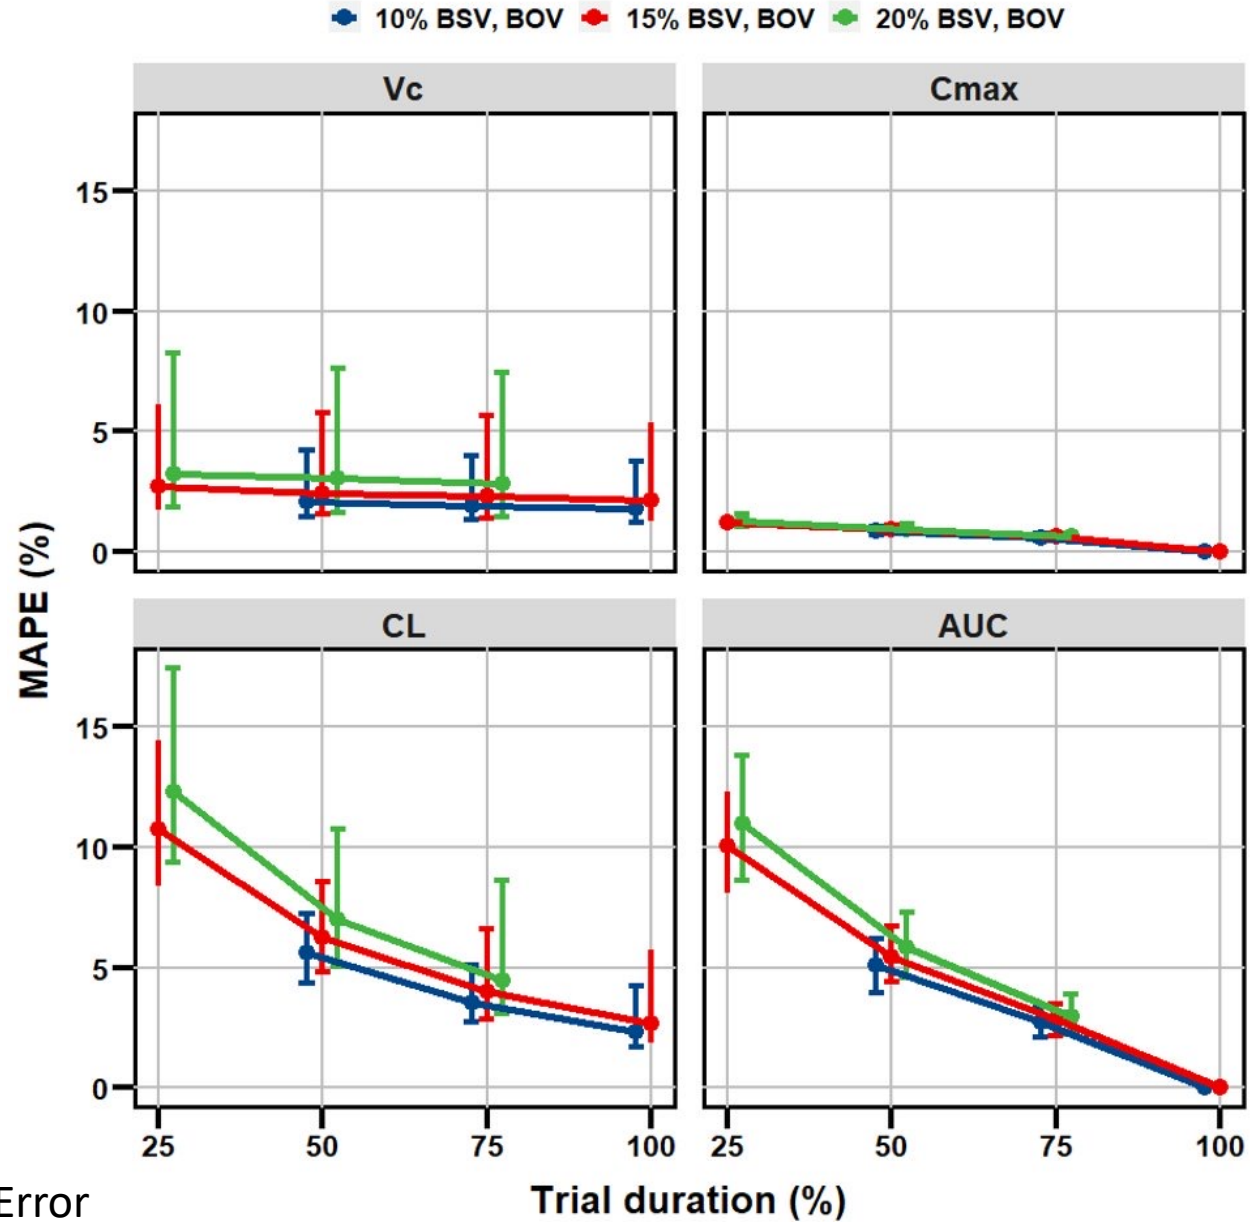 10% BSV, BOV 15% BSV, BOV 20% BSV, BOV
Vc Cmax
15
10
5
0
MAPE (%)
CL AUC
15
10
5
0
25 50 75 100 25 50 75 100
Trial duration (%)
Error